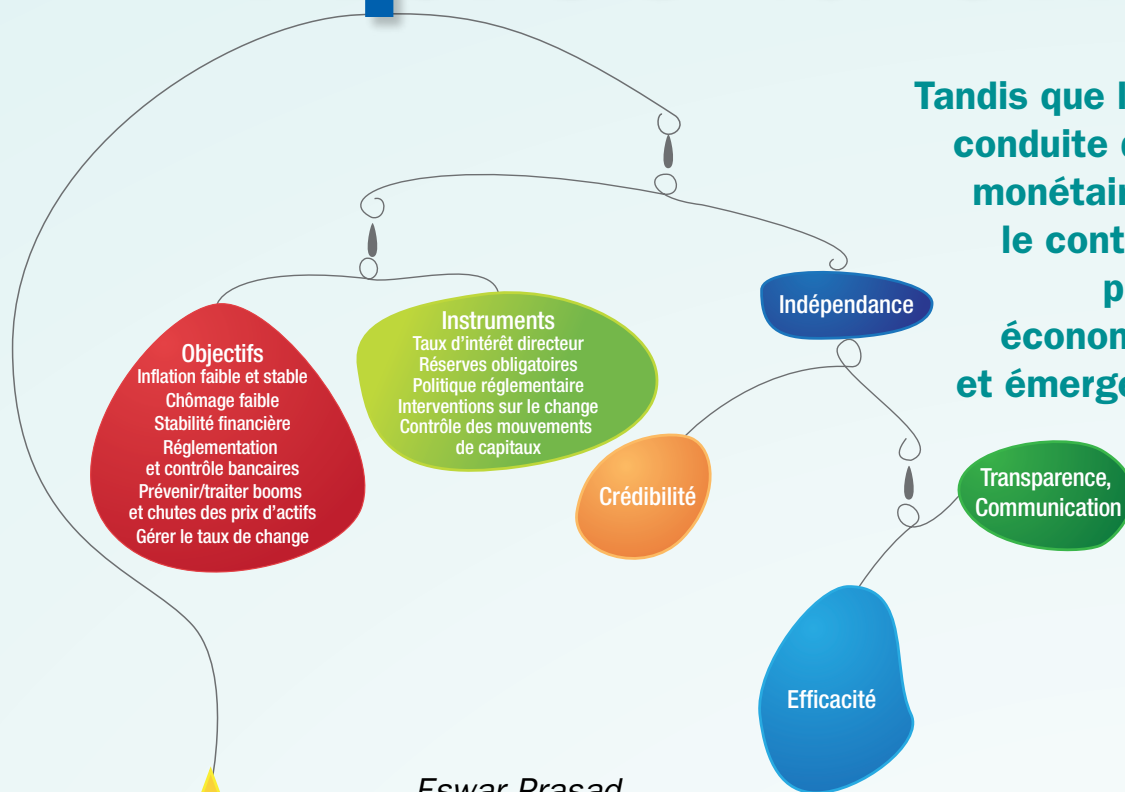 Tandis que
conduite
monétair
le cont
p
économ
et émerge
Indépendance
Objectifs
Inflation faible et stable
Chômage faible
Stabilité financière
Réglementation
et contrôle bancaires
Prévenir/traiter booms
et chutes des prix d’actifs
Gérer le taux de change
Instruments
Taux d’intérêt directeur
Réserves obligatoires
Politique réglementaire
Interventions sur le change
Contrôle des mouvements
de capitaux
Crédibilité
Transparence,
Communication
Efficacité
Eswar Prasad